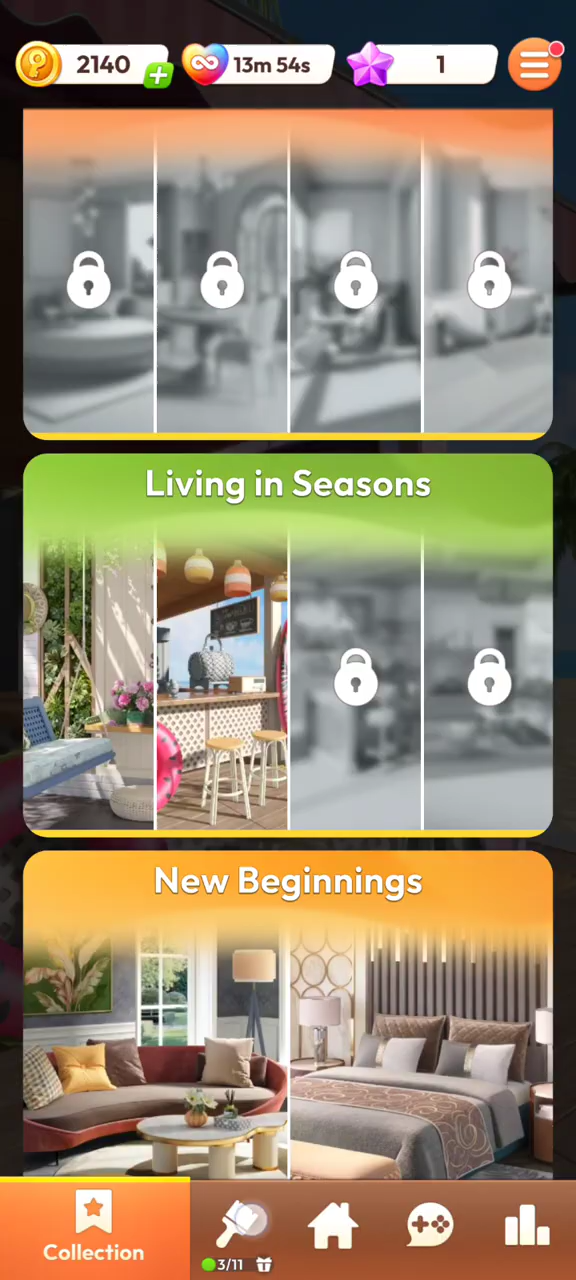 2140
13m 54s
1
Living in Seasons
New Beginnings
Collection
3/11